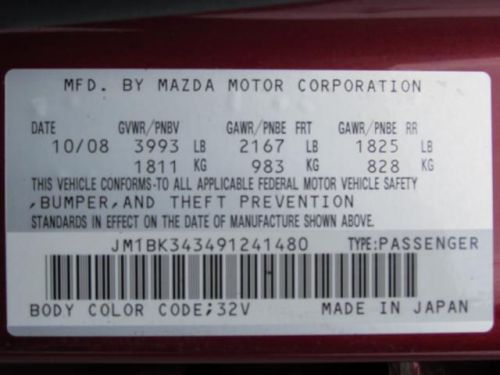 MFD. BY MAZDA MOTOR CORPORATION
DATE GVWR/PNBV GAWR/PNBE FRT GAWR/PNBE RR
10/08 3993 LB 2167 LB 1825 LB
1811 KG 983 KG 828 KG
THIS VEHICLE CONFORMS-TO ALL APPLICABLE FEDERAL MOTOR VEHICLE SAFETY
,BUMPER,AND THEFT PREVENTION
STANDARDS IN EFFECT ON THE DATE OF MANUFACTURE SHOWN ABOVE.
JM1BK343491241480 TYPE:PASSENGER
BODY COLOR CODE;32V MADE IN JAPAN